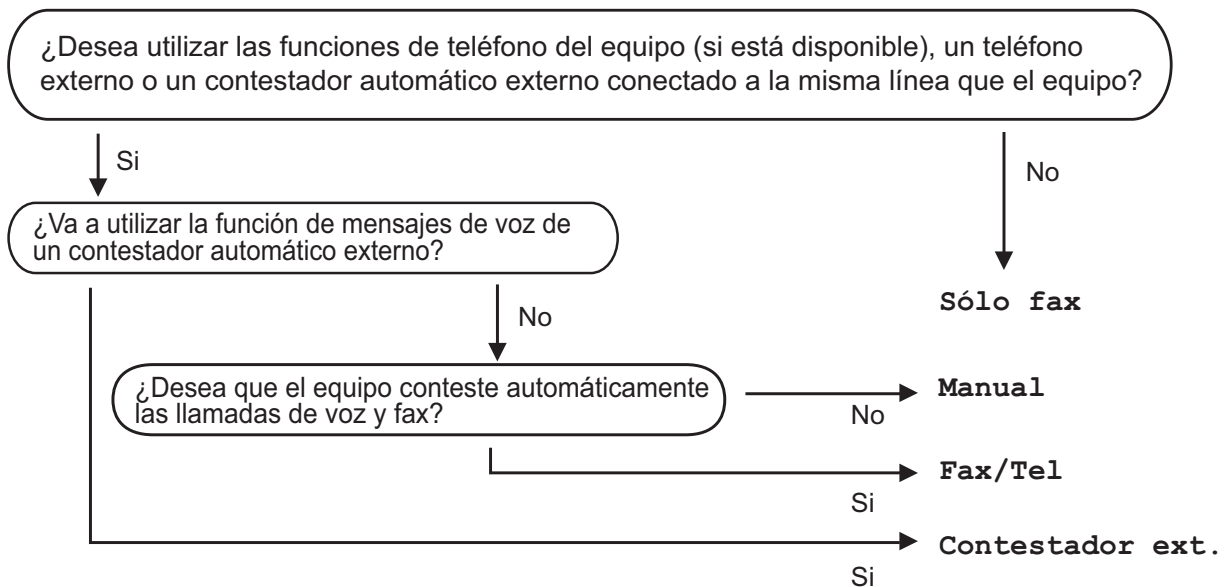 ¿Desea utilizar las funciones de teléfono del equipo (si está disponible), un teléfono
externo o un contestador automático externo conectado a la misma línea que el equipo?
Si
No
¿Va a utilizar la función de mensajes de voz de
un contestador automático externo?
Sólo fax
No
¿Desea que el equipo conteste automáticamente
las llamadas de voz y fax?
Manual
No
Fax/Tel
Si
Contestador ext.
Si